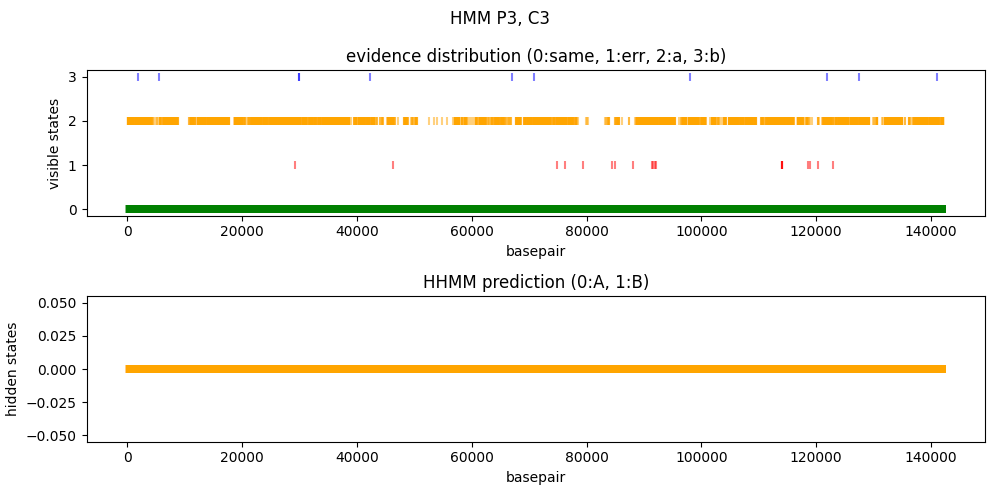 HMM P3, C3
evidence distribution (0:same, 1:err, 2:a, 3:b)
visible states
3
2
1
0
0 20000 40000 60000 80000 100000 120000 140000
basepair
HHMM prediction (0:A, 1:B)
hidden states
0.050
0.025
0.000
−0.025
−0.050
0 20000 40000 60000 80000 100000 120000 140000
basepair